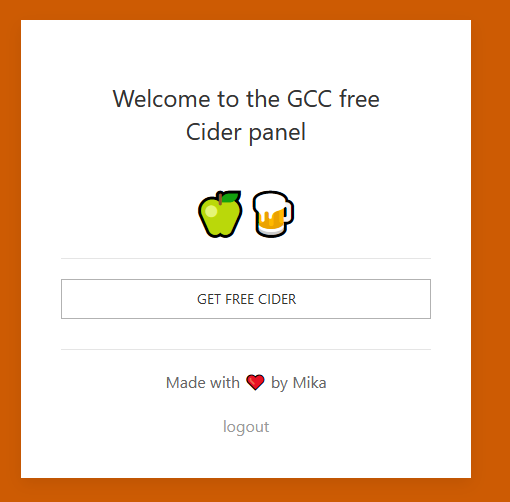 Welcome to the GCC free
Cider panel
GET FREE CIDER
Made with ❤ by Mika
logout